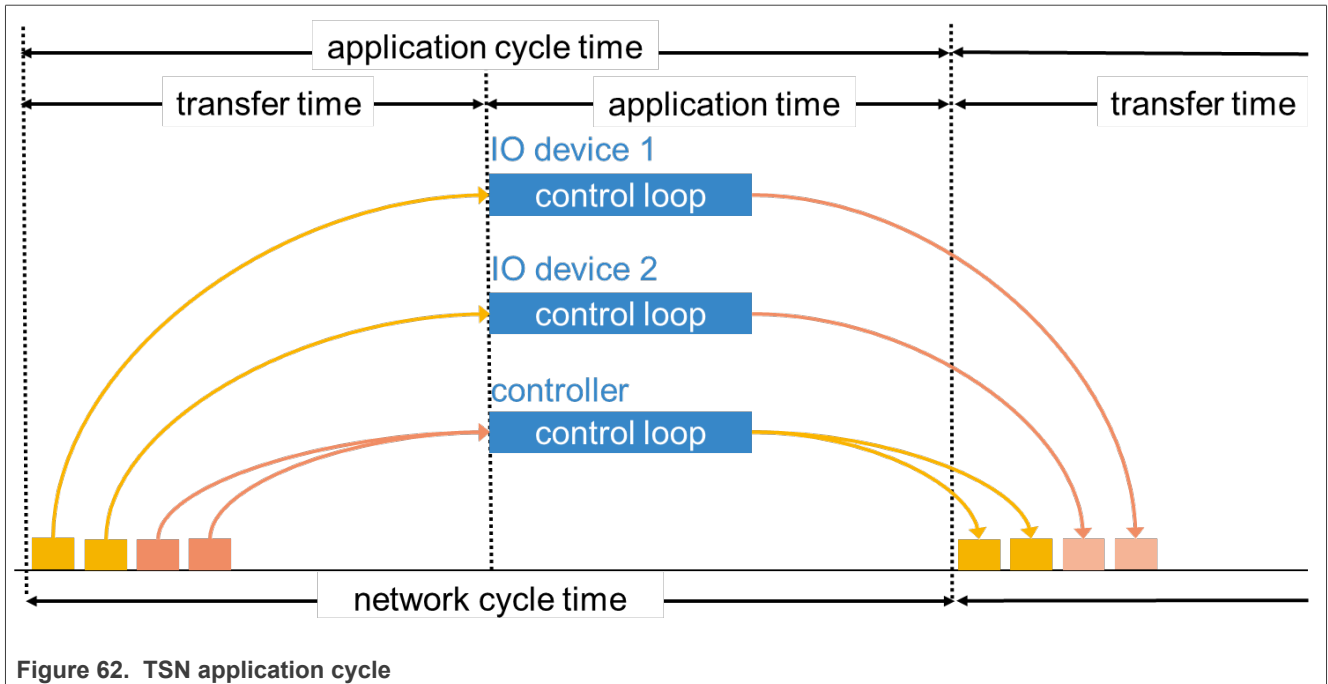 application cycle time
transfer time
application time
transfer time
IO device 1
control loop
IO device 2
control loop
controller
control loop
network cycle time
Figure 62. TSN application cycle